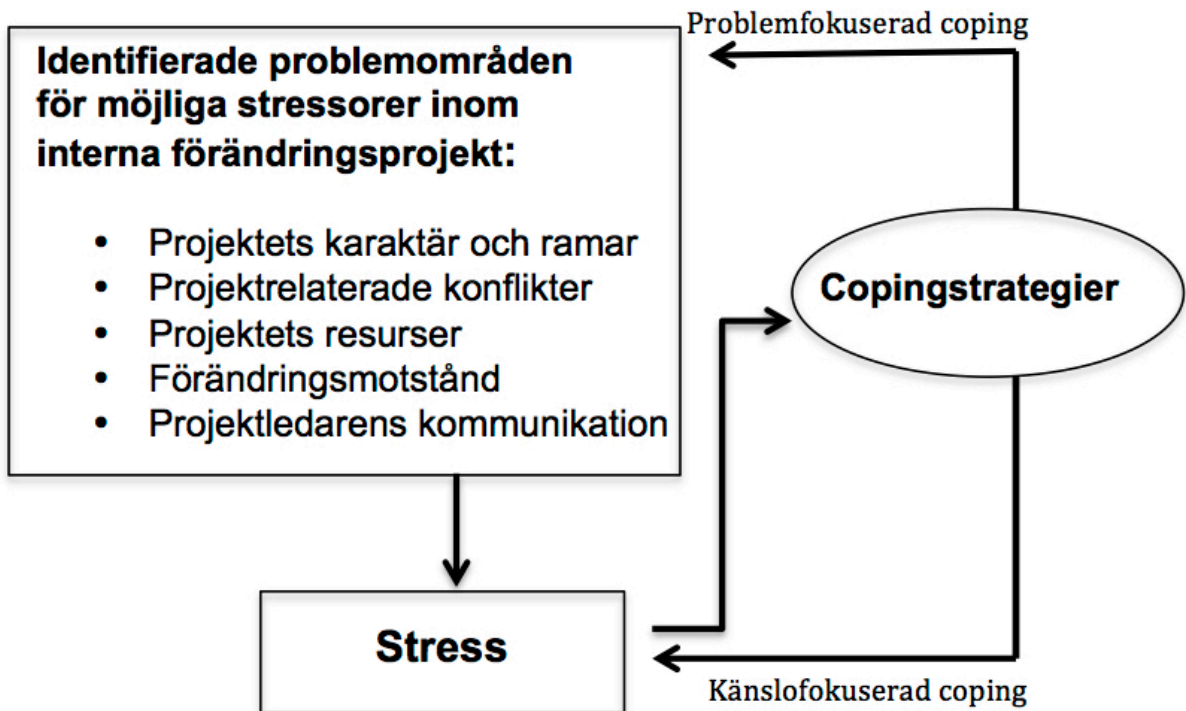 Problemfokuserad coping
Identifierade problemområden
för möjliga stressorer inom
interna förändringsprojekt:
• Projektets karaktär och ramar
• Projektrelaterade konflikter
• Projektets resurser
• Förändringsmotstånd
• Projektledarens kommunikation
Copingstrategier
Stress
Känslofokuserad coping